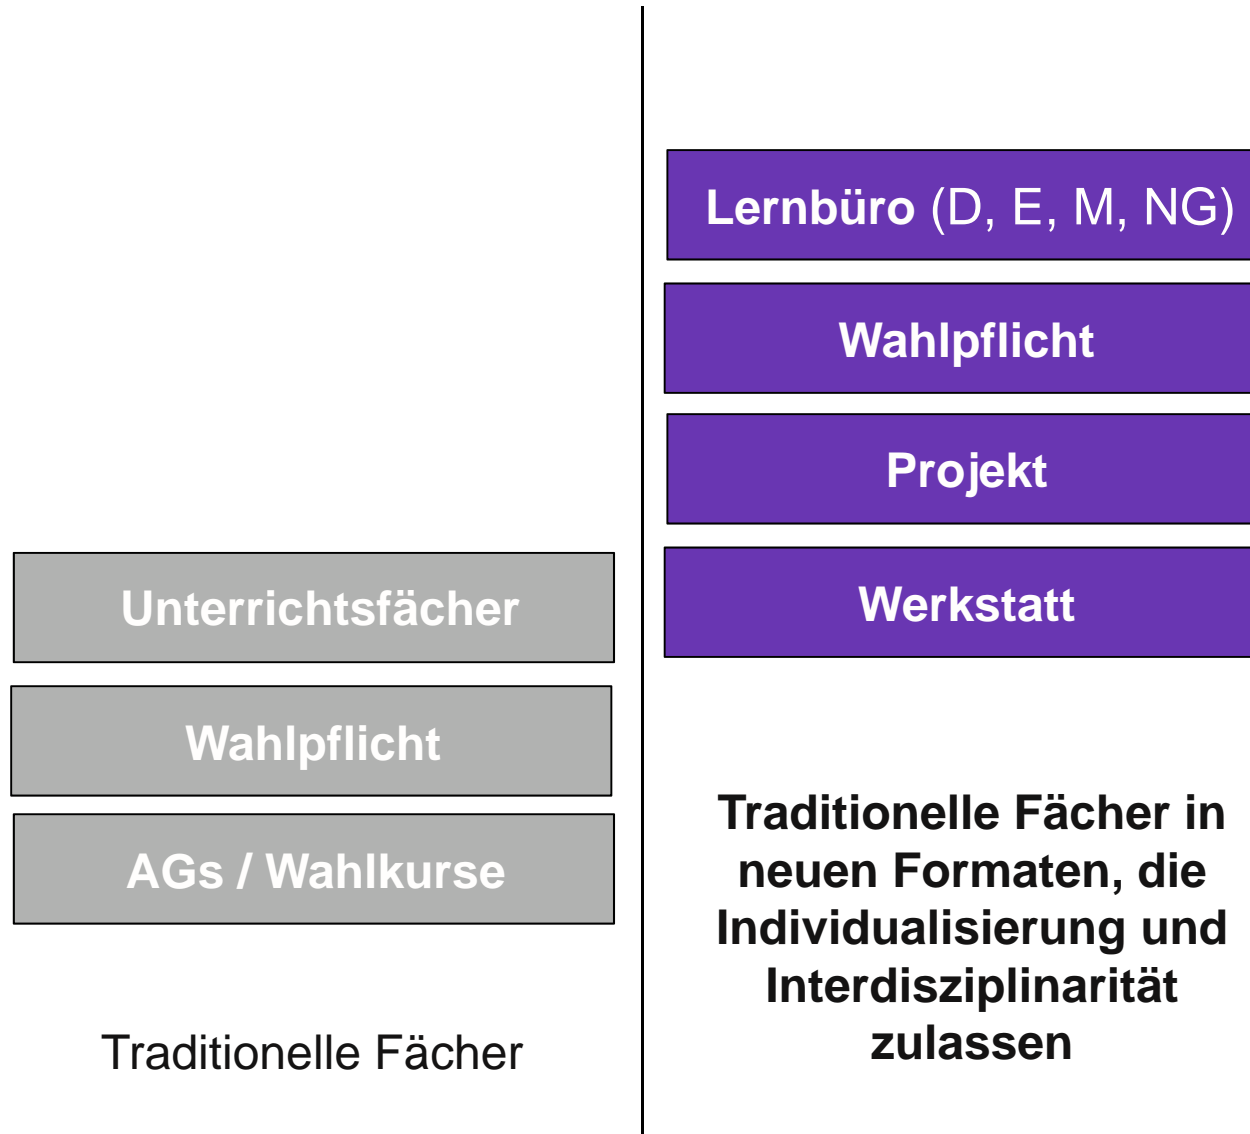 Unterrichtsfächer
Wahlpflicht
AGs / Wahlkurse
Traditionelle Fächer
Lernbüro (D, E, M, NG)
Wahlpflicht
Projekt
Werkstatt
Traditionelle Fächer in
neuen Formaten, die
Individualisierung und
Interdisziplinarität
zulassen